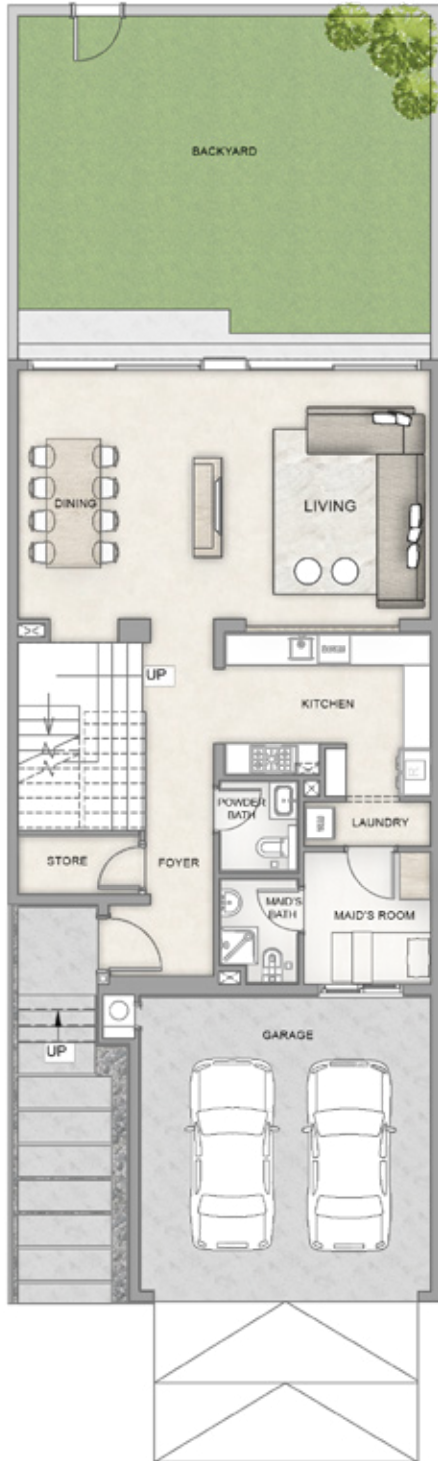 BACKYARD
DINING
LIVING
UP
KITCHEN
POWDER
BATH
LAUNDRY
STORE
FOYER
MAID'S
BATH
MAID'S ROOM
GARAGE
UP